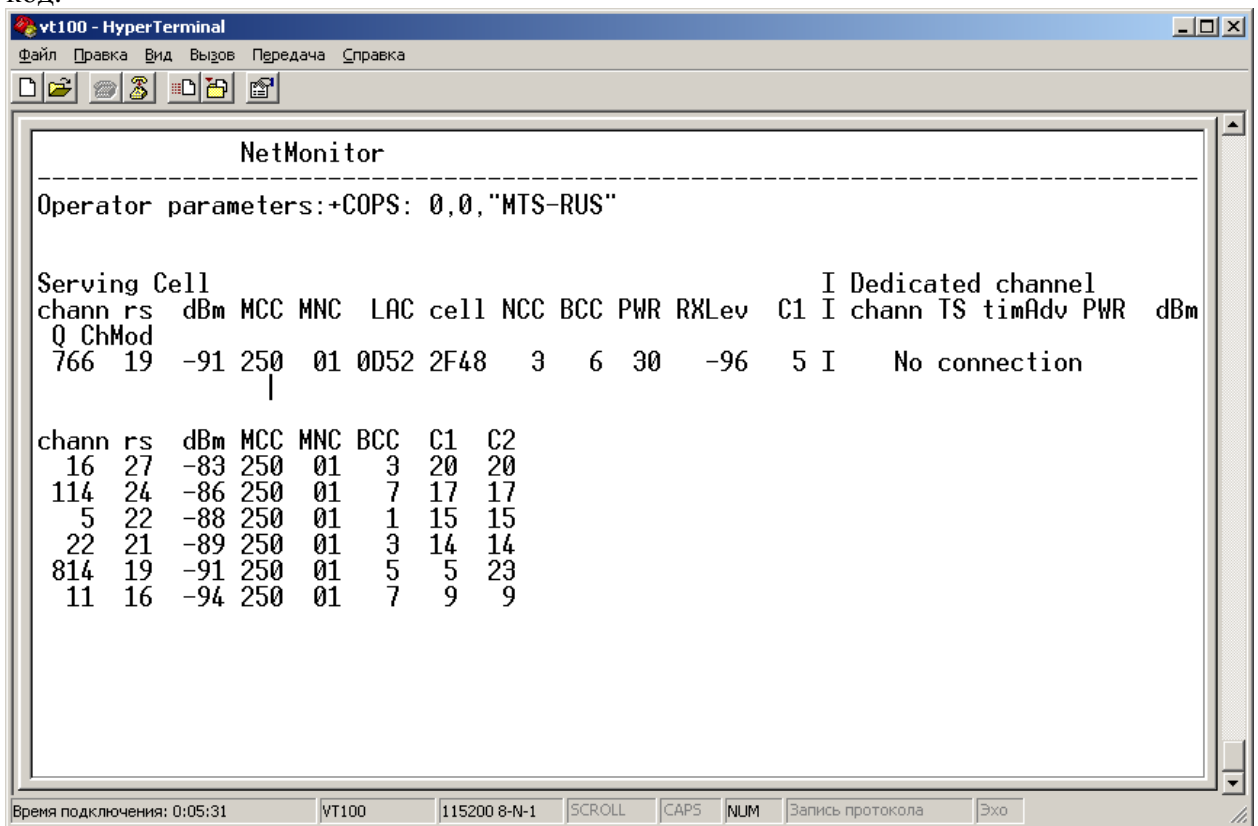 код:
vt100 - HyperTerminal
Файл Правка Вид Вызов Передача Справка
NetMonitor
--------------------------------------------------------------------------------
Operator parameters:+COPS: 0,0,"MTS-RUS"
Serving Cell I Dedicated channel
chann rs dBm MCC MNC LAC cell NCC BCC PWR RXLev C1 I chann TS timAdv PWR dBm
Q ChMod
766 19 -91 250 01 0D52 2F48 3 6 30 -96 5 I No connection
chann rs dBm MCC MNC BCC C1 C2
16 27 -83 250 01 3 20 20
114 24 -86 250 01 7 17 17
5 22 -88 250 01 1 15 15
22 21 -89 250 01 3 14 14
814 19 -91 250 01 5 5 23
11 16 -94 250 01 7 9 9
Время подключения: 0:05:31 VT100 115200 8-N-1 SCROLL CAPS NUM Запись протокола Эхо